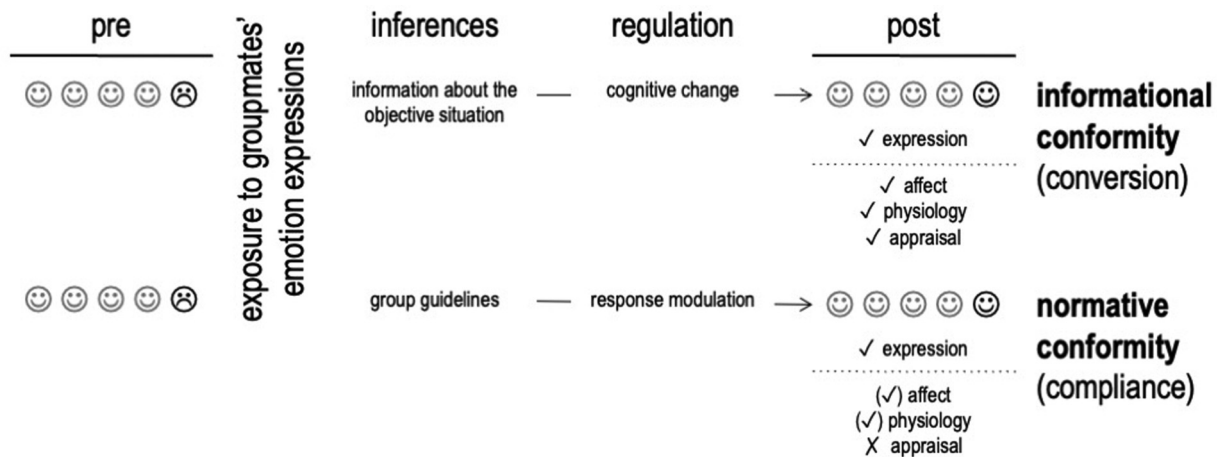 pre
exposure to groupmates'
emotion expressions
inferences
regulation
post
information about the
objective situation
cognitive change
✓ expression
✓ affect
✓ physiology
✓ appraisal
informational
conformity
(conversion)
group guidelines
response modulation
✓ expression
(✓) affect
(✓) physiology
✗ appraisal
normative
conformity
(compliance)